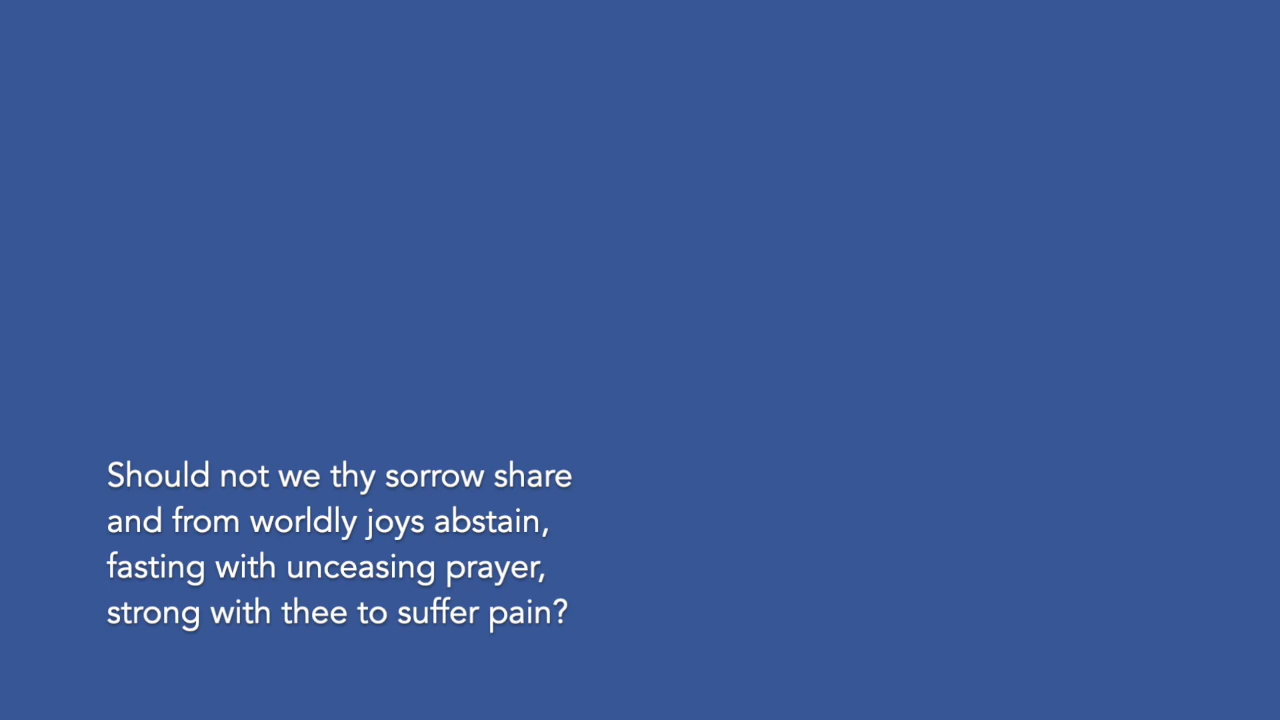 Should not we thy sorrow share
and from worldly joys abstain,
fasting with unceasing prayer,
strong with thee to suffer pain?